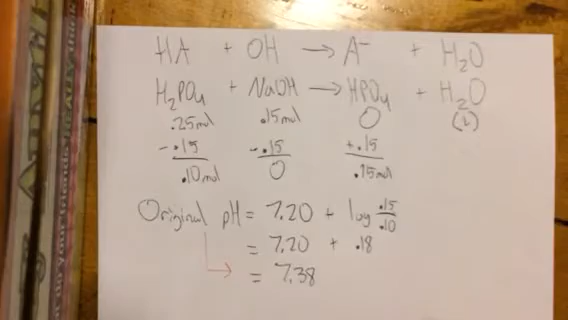 HA + OH → A⁻ + H₂O
H₂PO₄ + NaOH → HPO₄ + H₂O
.25mol .15mol 0 (l)
-.15 -.15 +.15
.10mol 0 .15mol
Original pH = 7.20 + log .15/.10
= 7.20 + .18
= 7.38